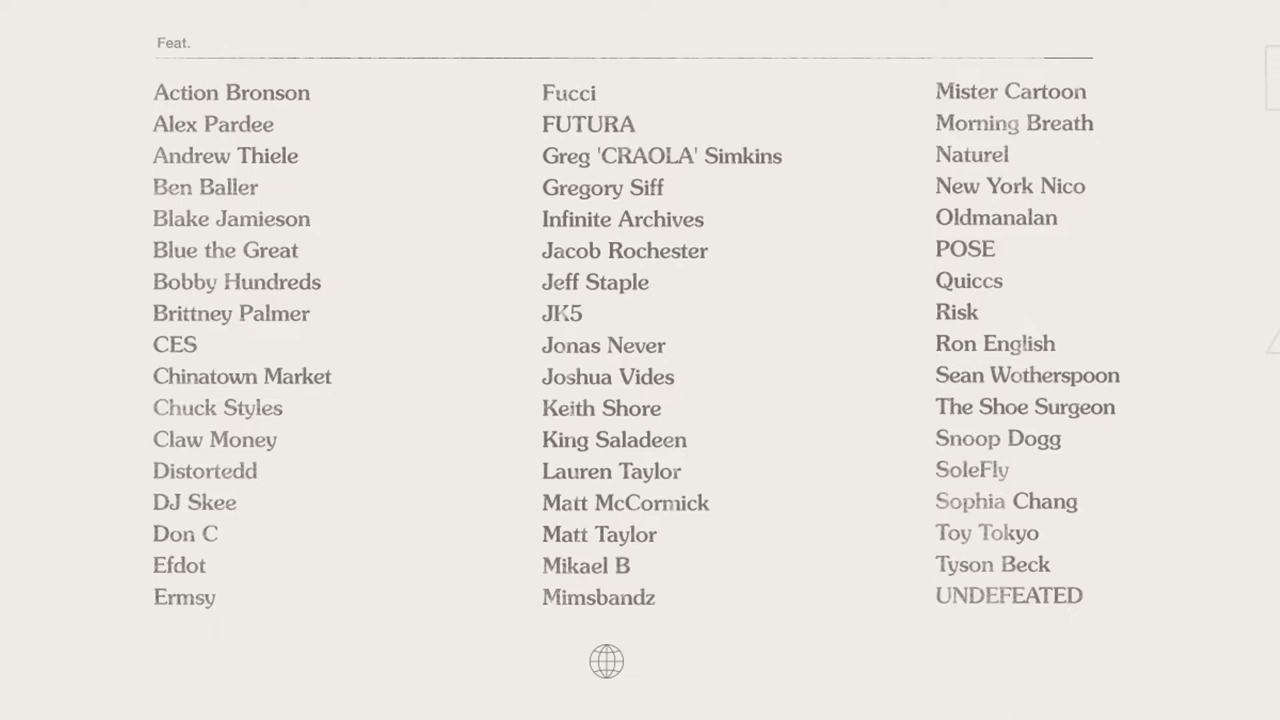 Feat.
Action Bronson
Alex Pardee
Andrew Thiele
Ben Baller
Blake Jamieson
Blue the Great
Bobby Hundreds
Brittney Palmer
CES
Chinatown Market
Chuck Styles
Claw Money
Distortedd
DJ Skee
Don C
Efdot
Ermsy
Fucci
FUTURA
Greg 'CRAOLA' Simkins
Gregory Siff
Infinite Archives
Jacob Rochester
Jeff Staple
JK5
Jonas Never
Joshua Vides
Keith Shore
King Saladeen
Lauren Taylor
Matt McCormick
Matt Taylor
Mikael B
Mimsbandz
Mister Cartoon
Morning Breath
Naturel
New York Nico
Oldmanalan
POSE
Quiccs
Risk
Ron English
Sean Wotherspoon
The Shoe Surgeon
Snoop Dogg
SoleFly
Sophia Chang
Toy Tokyo
Tyson Beck
UNDEFEATED